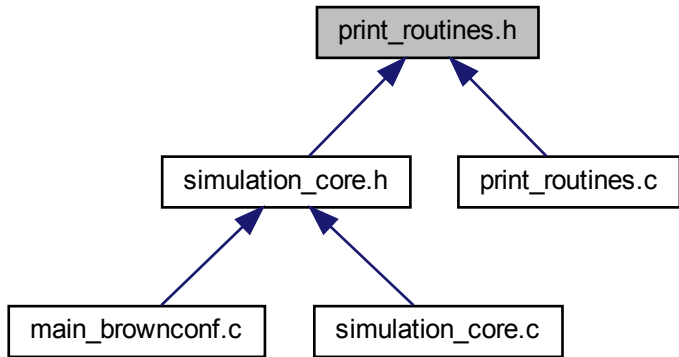 print_routines.h
simulation_core.h
print_routines.c
main_brownconf.c
simulation_core.c